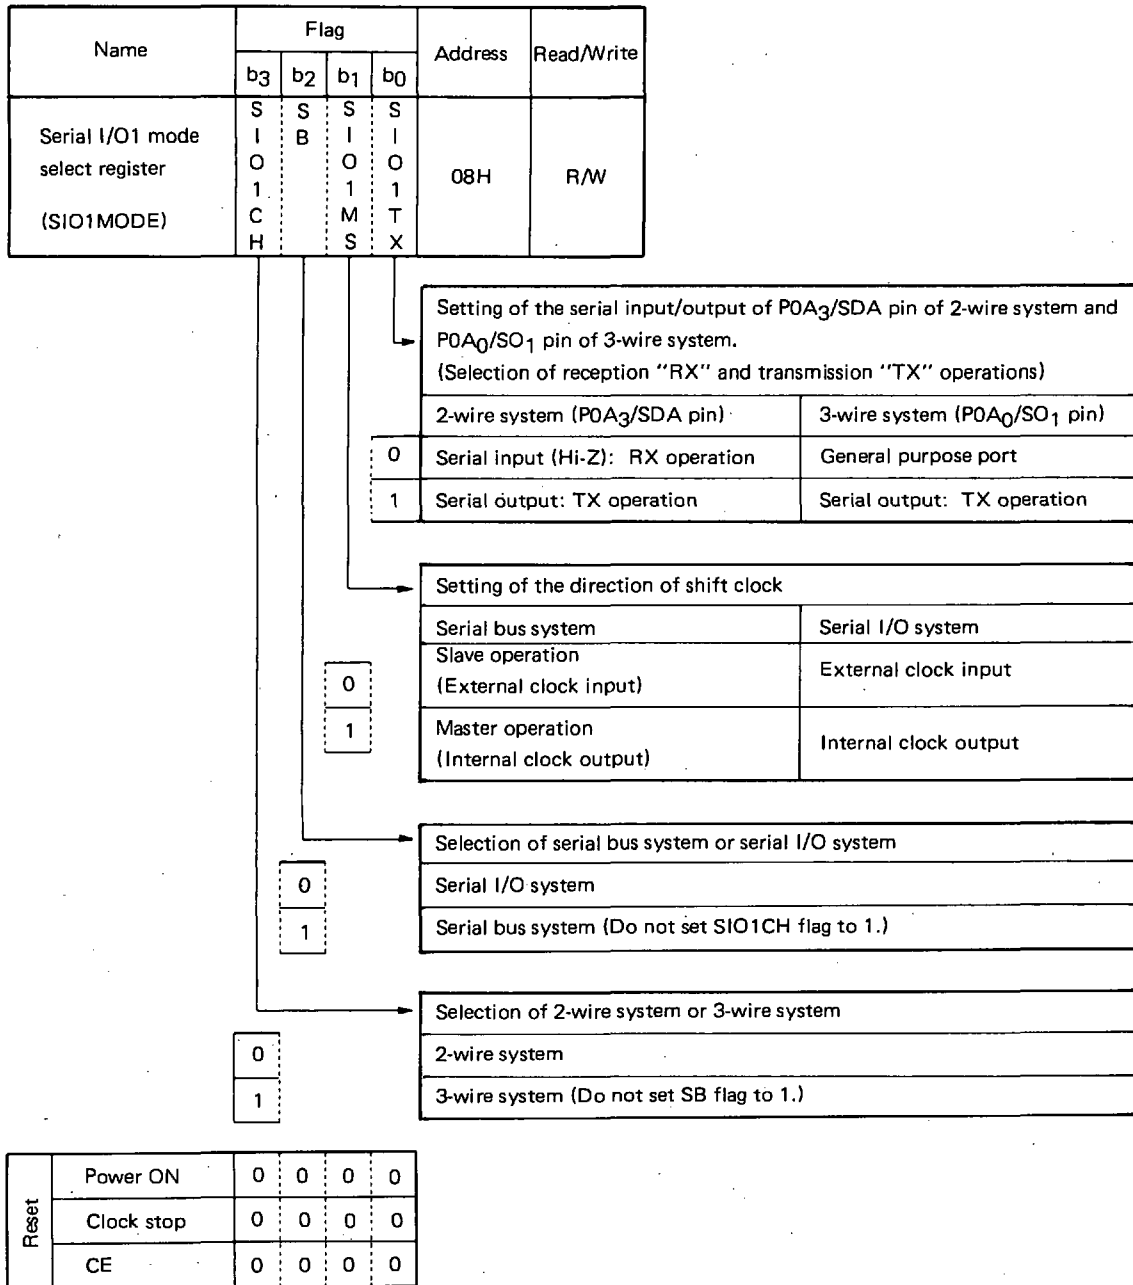 Name
Flag
Address
Read/Write
b3 b2 b1 b0
Serial I/O1 mode
select register
(SIO1MODE)
SIO1CH
SB
SIO1MS
SIO1TX
08H
R/W
Setting of the serial input/output of P0A3/SDA pin of 2-wire system and
P0A0/SO1 pin of 3-wire system.
(Selection of reception "RX" and transmission "TX" operations)
2-wire system (P0A3/SDA pin) 3-wire system (P0A0/SO1 pin)
0 Serial input (Hi-Z): RX operation General purpose port
1 Serial output: TX operation Serial output: TX operation
Setting of the direction of shift clock
Serial bus system Serial I/O system
0 Slave operation
(External clock input)
External clock input
1 Master operation
(Internal clock output)
Internal clock output
Selection of serial bus system or serial I/O system
0 Serial I/O system
1 Serial bus system (Do not set SIO1CH flag to 1.)
Selection of 2-wire system or 3-wire system
0 2-wire system
1 3-wire system (Do not set SB flag to 1.)
Reset
Power ON 0 0 0 0
Clock stop 0 0 0 0
CE 0 0 0 0